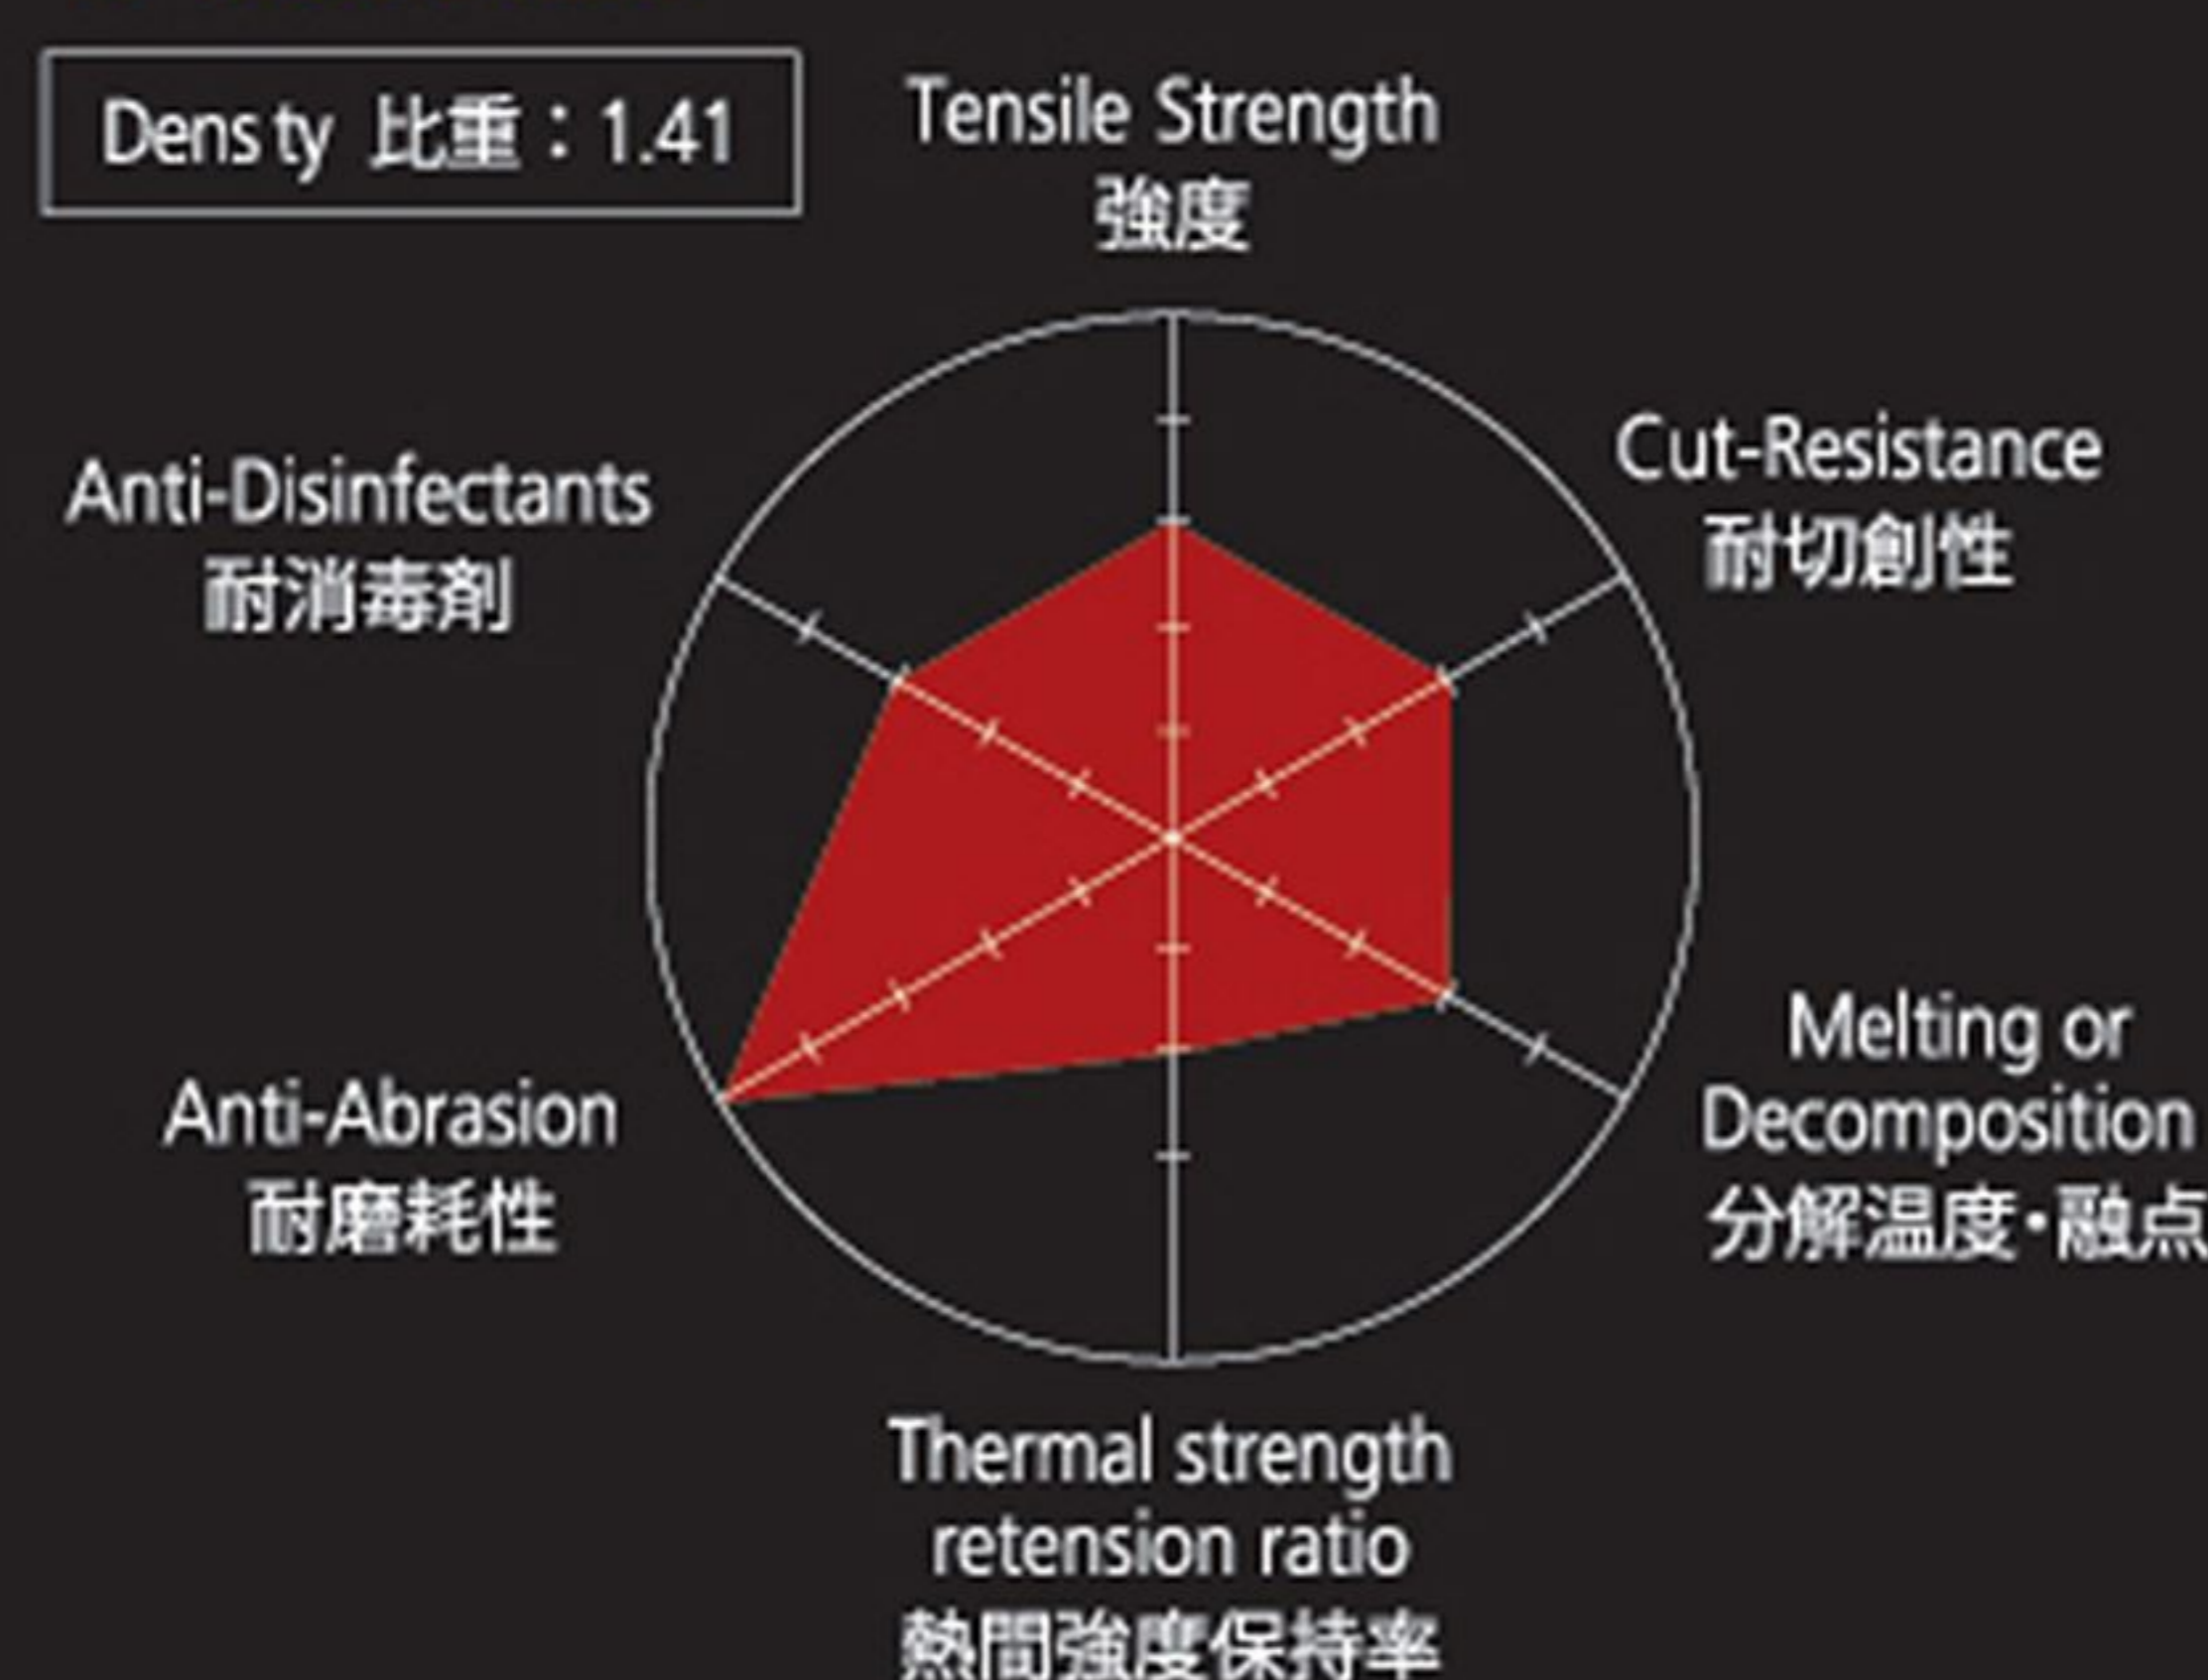 Density 比重：1.41
Tensile Strength
強度
Cut-Resistance
耐切創性
Anti-Disinfectants
耐消毒剤
Melting or
Decomposition
分解温度・融点
Anti-Abrasion
耐磨耗性
Thermal strength
retension ratio
熱間強度保持率